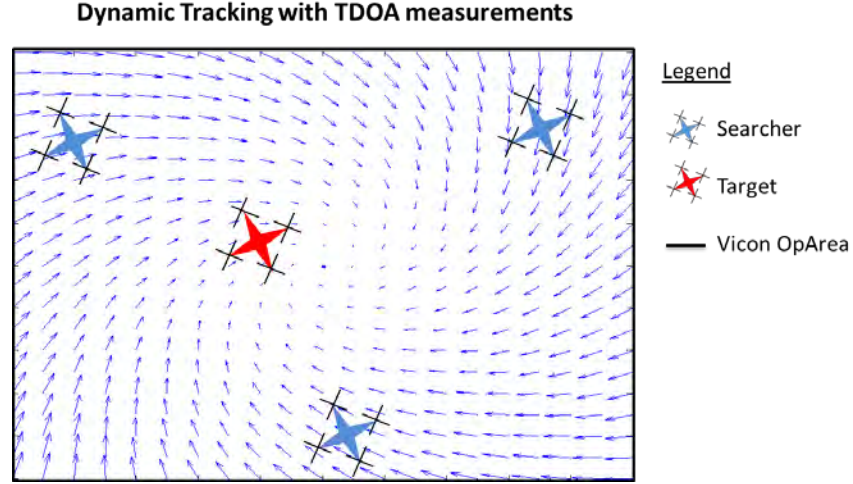 Dynamic Tracking with TDOA measurements
Legend
Searcher
Target
Vicon OpArea